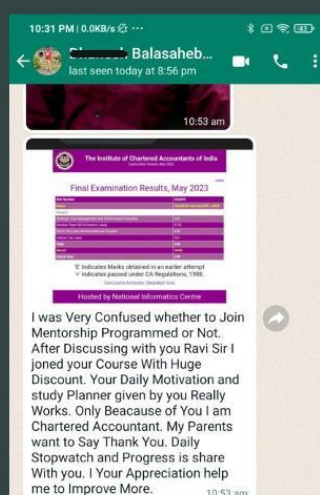 10:31 PM | 0.0KB/s
43
Balasaheb...
last seen today at 8:56 pm
10:53 am
The Institute of Chartered Accountants of India
Final Examination Results, May 2023
'E' Indicates Marks obtained in an earlier attempt
'+' Indicates passed under CA Regulations, 1988.
Hosted by National Informatics Centre
I was Very Confused whether to Join
Mentorship Programmed or Not.
After Discussing with you Ravi Sir I
joned your Course With Huge
Discount. Your Daily Motivation and
study Planner given by you Really
Works. Only Beacause of You I am
Chartered Accountant. My Parents
want to Say Thank You. Daily
Stopwatch and Progress is share
With you. I Your Appreciation help
me to Improve More.
10:53 am